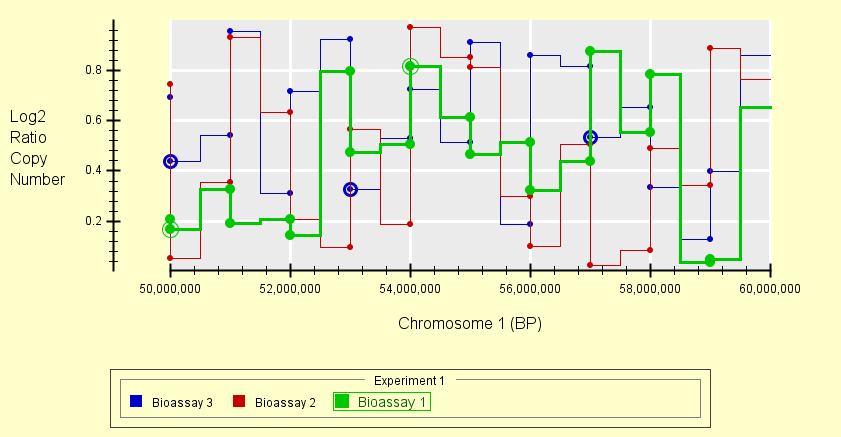 0.8
0.6
0.4
0.2
Log2
Ratio
Copy
Number
50,000,000 52,000,000 54,000,000 56,000,000 58,000,000 60,000,000
Chromosome 1 (BP)
Experiment 1
Bioassay 3 Bioassay 2 Bioassay 1